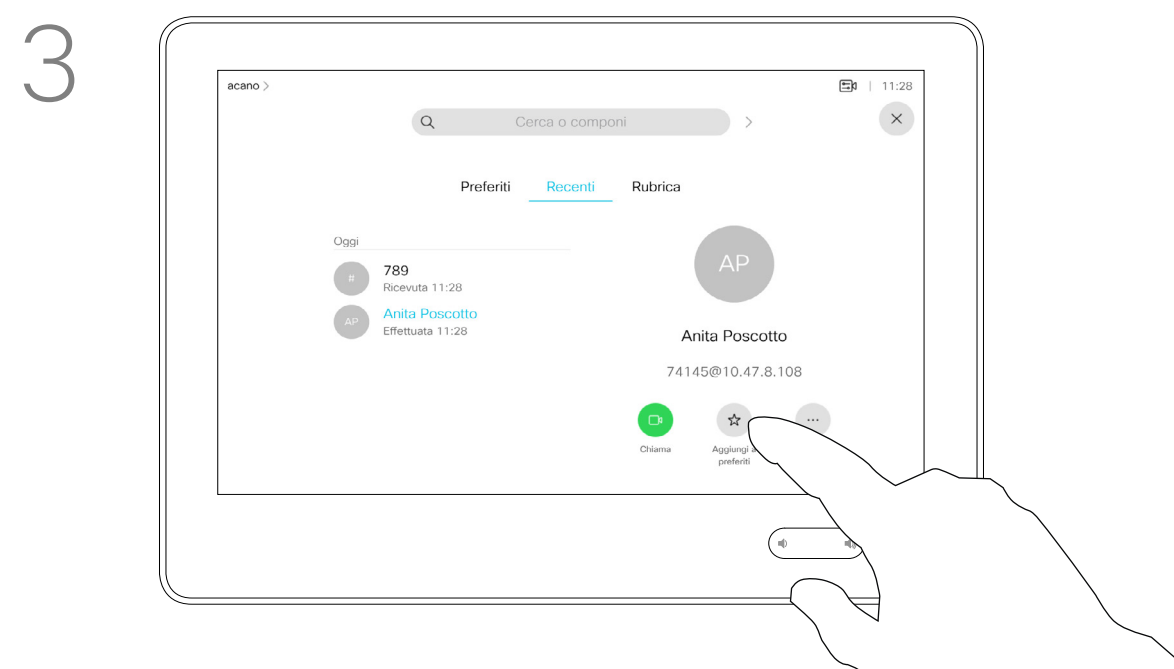 3
acano >
11:28
Cerca o componi
Preferiti Recenti Rubrica
Oggi
#
789
Ricevuta 11:28
AP
Anita Poscotto
Effettuata 11:28
AP
Anita Poscotto
74145@10.47.8.108
Chiama
Aggiungi a
preferiti